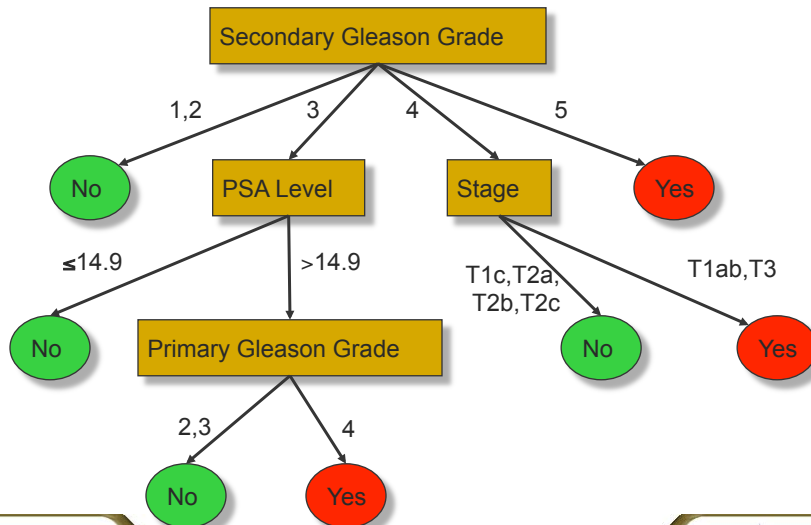 Secondary Gleason Grade
1,2
3
4
5
No
PSA Level
Stage
Yes
≤14.9
>14.9
T1c,T2a,
T2b,T2c
T1ab,T3
No
Primary Gleason Grade
No
Yes
2,3
4
No
Yes